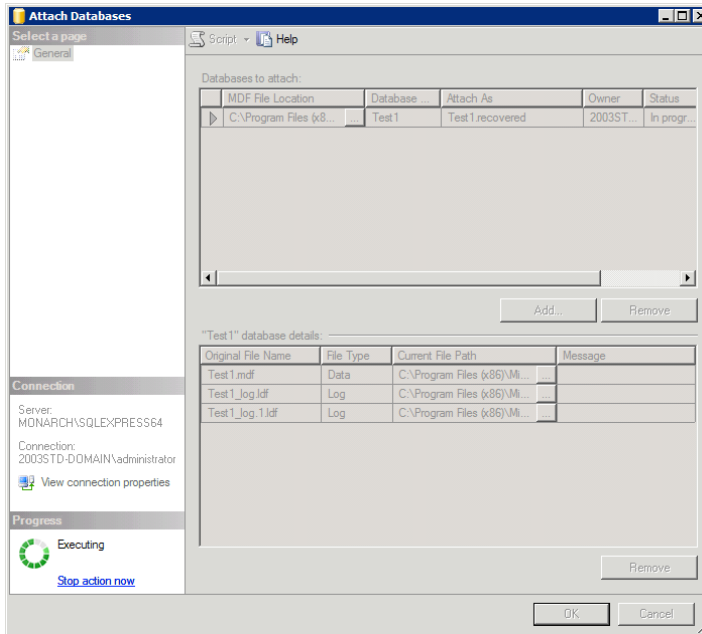 Attach Databases
Select a page
General
Script
Help
Databases to attach:
MDF File Location Database ... Attach As Owner Status
C:\Program Files (x8... ... Test1 Test1.recovered 2003ST... In progr...
Add...
Remove
"Test1" database details:
Original File Name File Type Current File Path Message
Test1.mdf Data C:\Program Files (x86)\Mi... ...
Test1_log.ldf Log C:\Program Files (x86)\Mi... ...
Test1_log.1.ldf Log C:\Program Files (x86)\Mi... ...
Connection
Server:
MONARCH\SQLEXPRESS64
Connection:
2003STD-DOMAIN\administrator
View connection properties
Progress
Executing
Stop action now
Remove
OK
Cancel